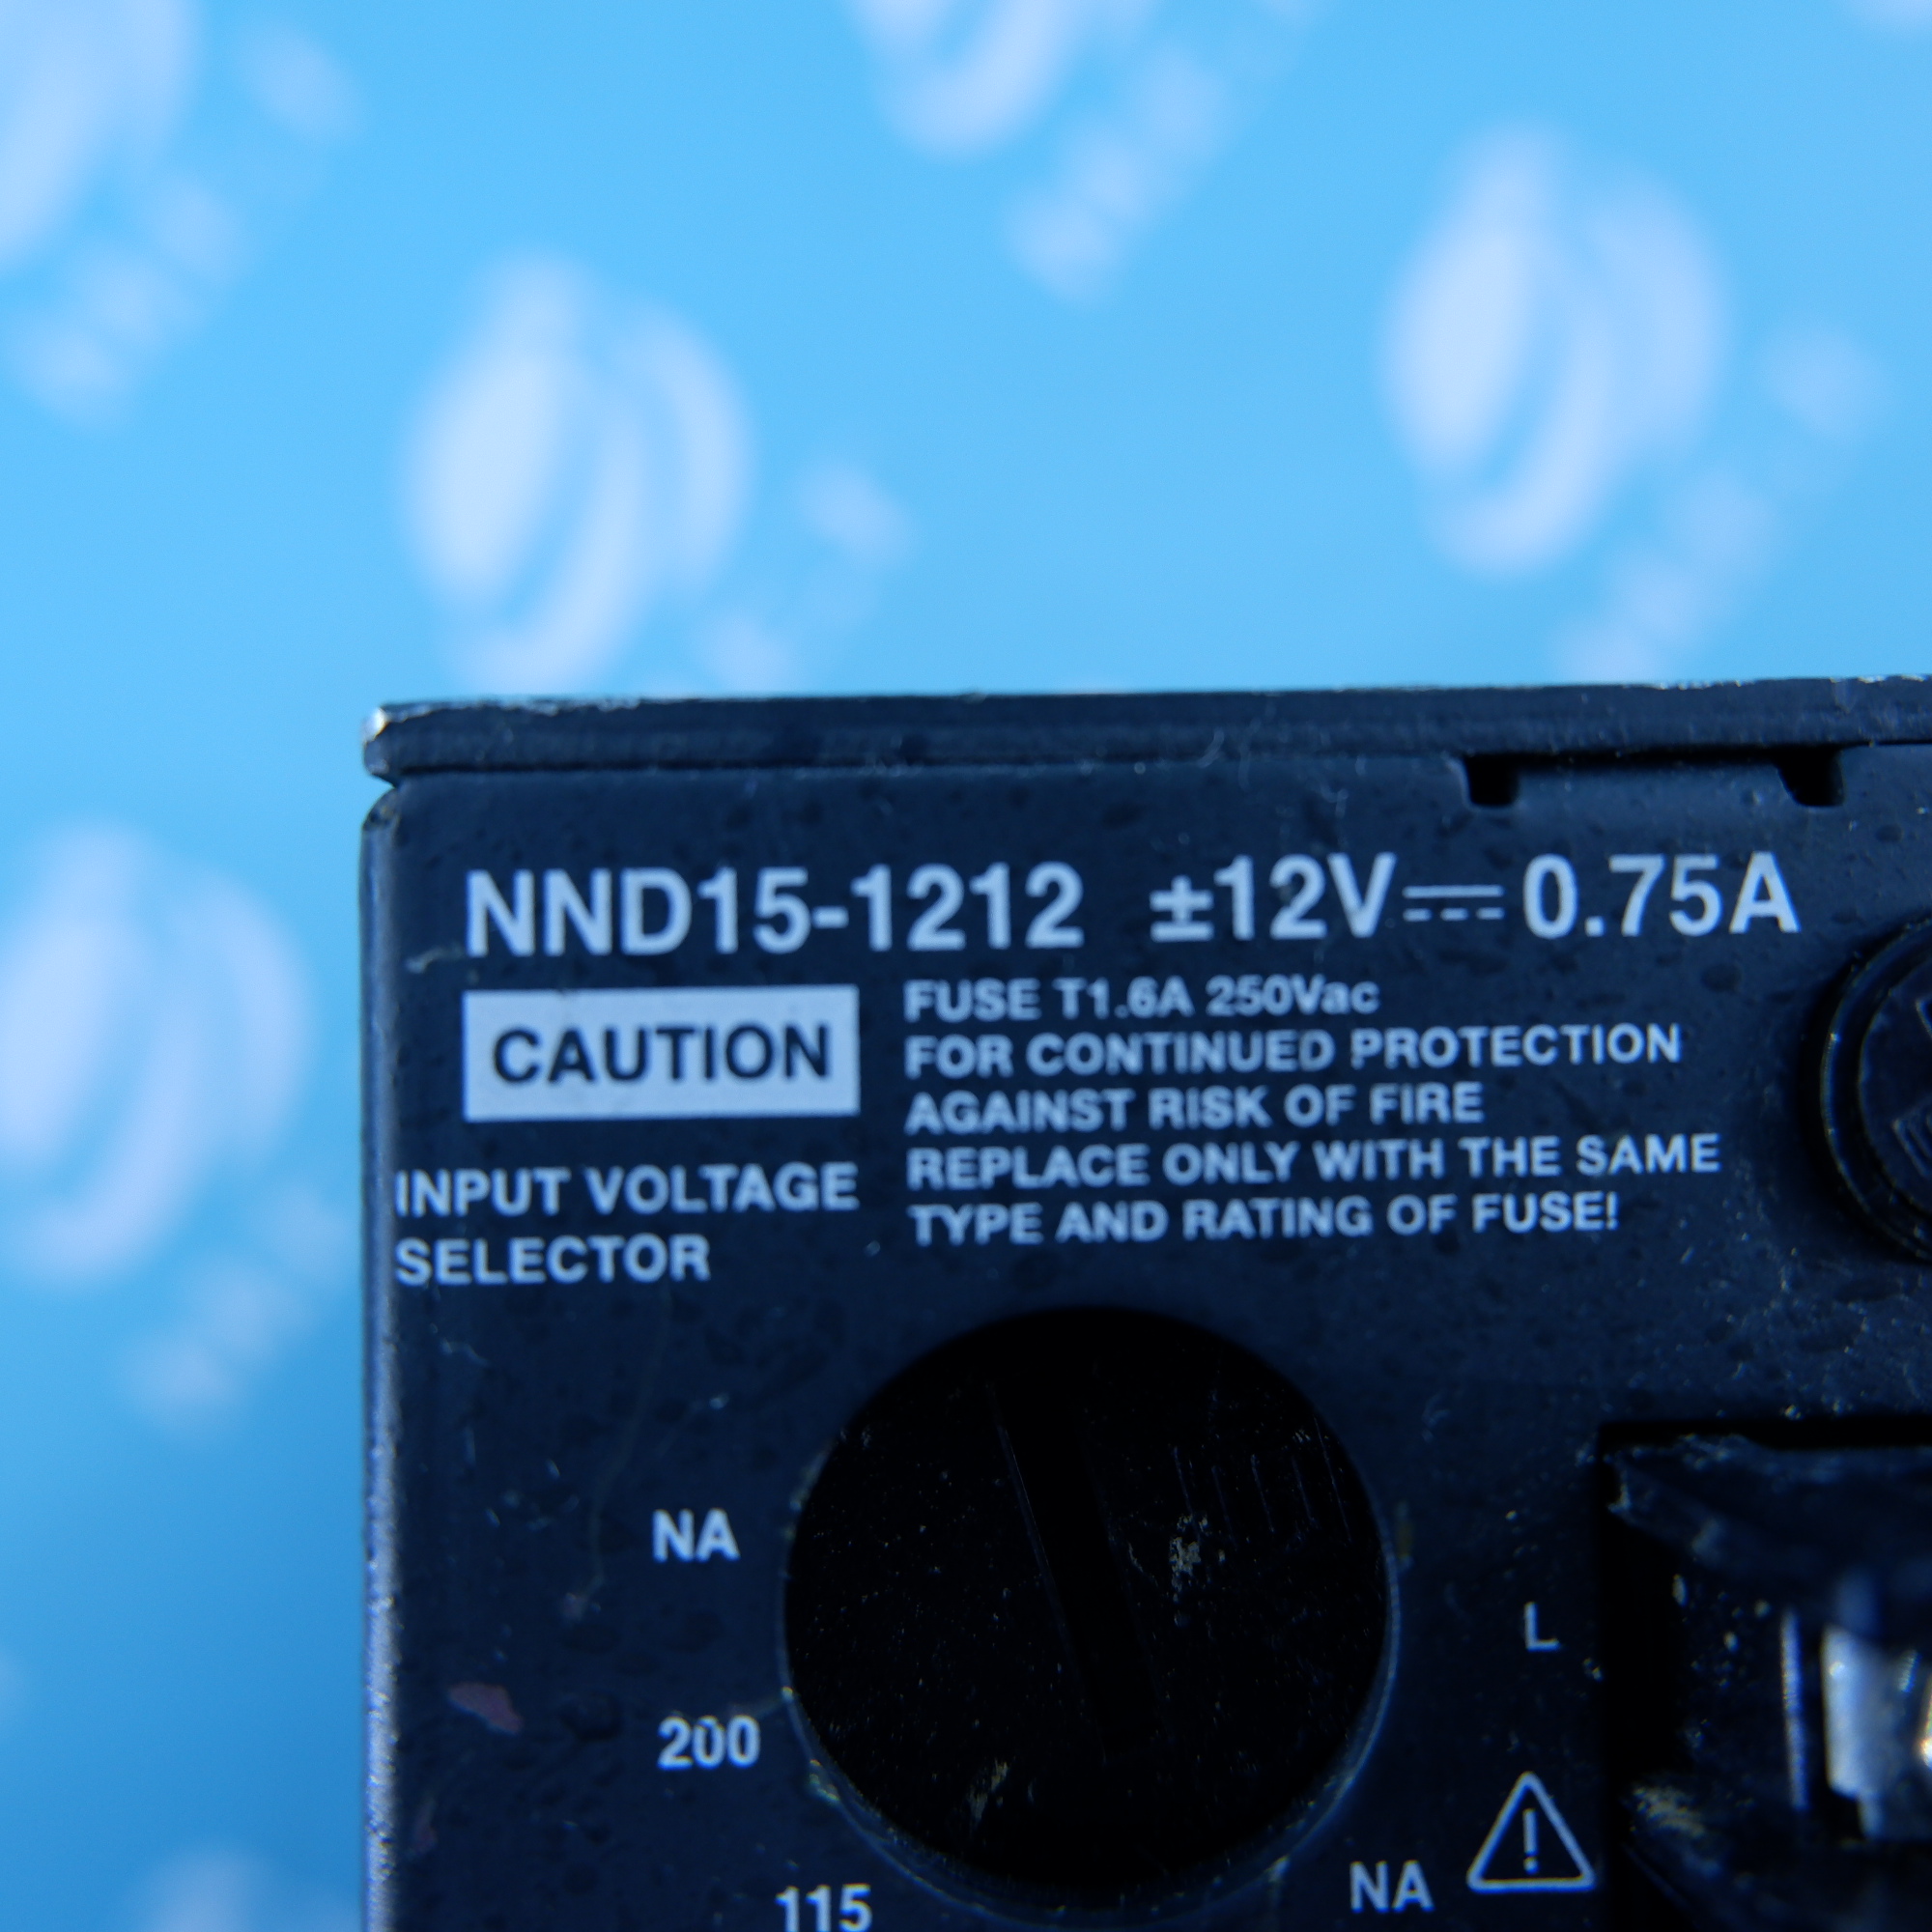 NND15-1212 ±12V⎓0.75A
CAUTION
FUSE T1.6A 250Vac
FOR CONTINUED PROTECTION
AGAINST RISK OF FIRE
REPLACE ONLY WITH THE SAME
TYPE AND RATING OF FUSE!
INPUT VOLTAGE
SELECTOR
NA
200
115
NA
L